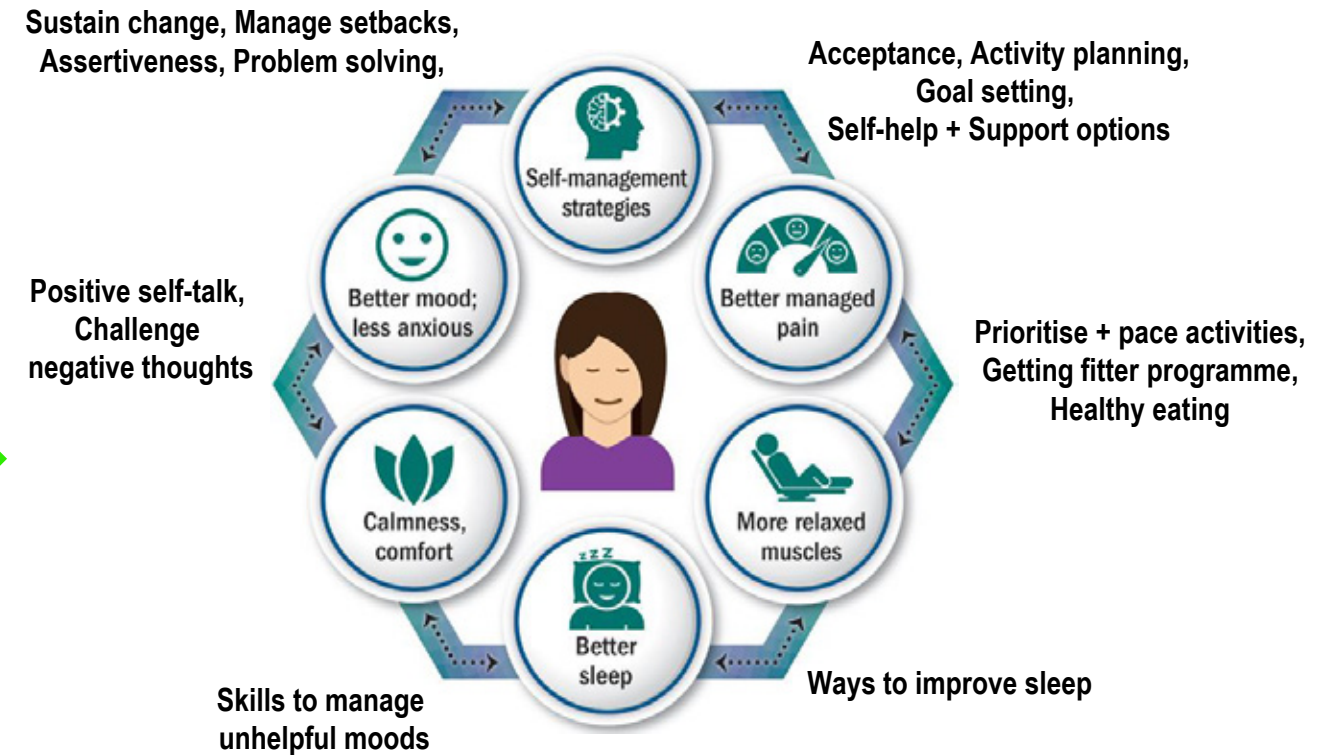 Sustain change, Manage setbacks,
Assertiveness, Problem solving,
Acceptance, Activity planning,
Goal setting,
Self-help + Support options
Self-management
strategies
Better mood;
less anxious
Better managed
pain
Positive self-talk,
Challenge
negative thoughts
Prioritise + pace activities,
Getting fitter programme,
Healthy eating
Calmness,
comfort
More relaxed
muscles
zzz
Better
sleep
Skills to manage
unhelpful moods
Ways to improve sleep